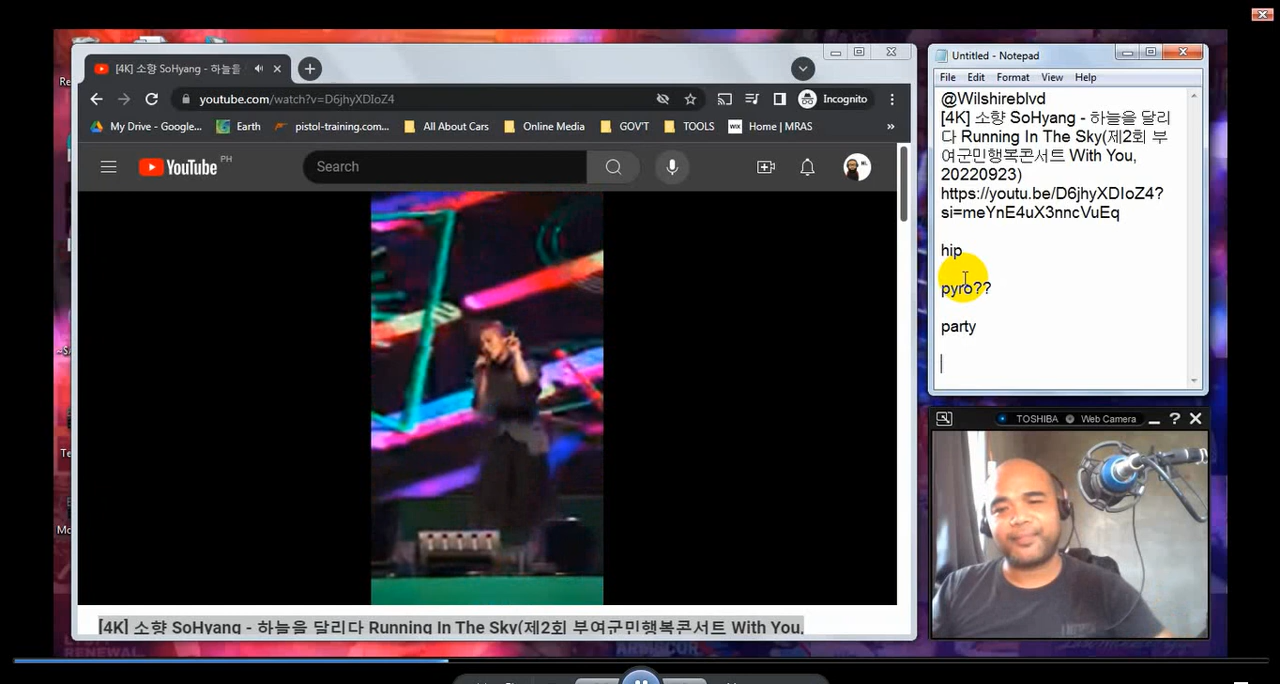 [4K] 소향 SoHyang - 하늘을
youtube.com/watch?v=D6jhyXDIoZ4
Incognito
My Drive - Google...
Earth
pistol-training.com...
All About Cars
Online Media
GOV'T
TOOLS
WIX
Home | MRAS
»
YouTube PH
Search
[4K] 소향 SoHyang - 하늘을 달리다 Running In The Sky(제2회 부여군민행복콘서트 With You,
Untitled - Notepad
File Edit Format View Help
@Wilshireblvd
[4K] 소향 SoHyang - 하늘을 달리
다 Running In The Sky(제2회 부
여군민행복콘서트 With You,
20220923)
https://youtu.be/D6jhyXDIoZ4?
si=meYnE4uX3nncVuEq
hip
pyro??
party
TOSHIBA Web Camera
RENEWAL
ARMACOR